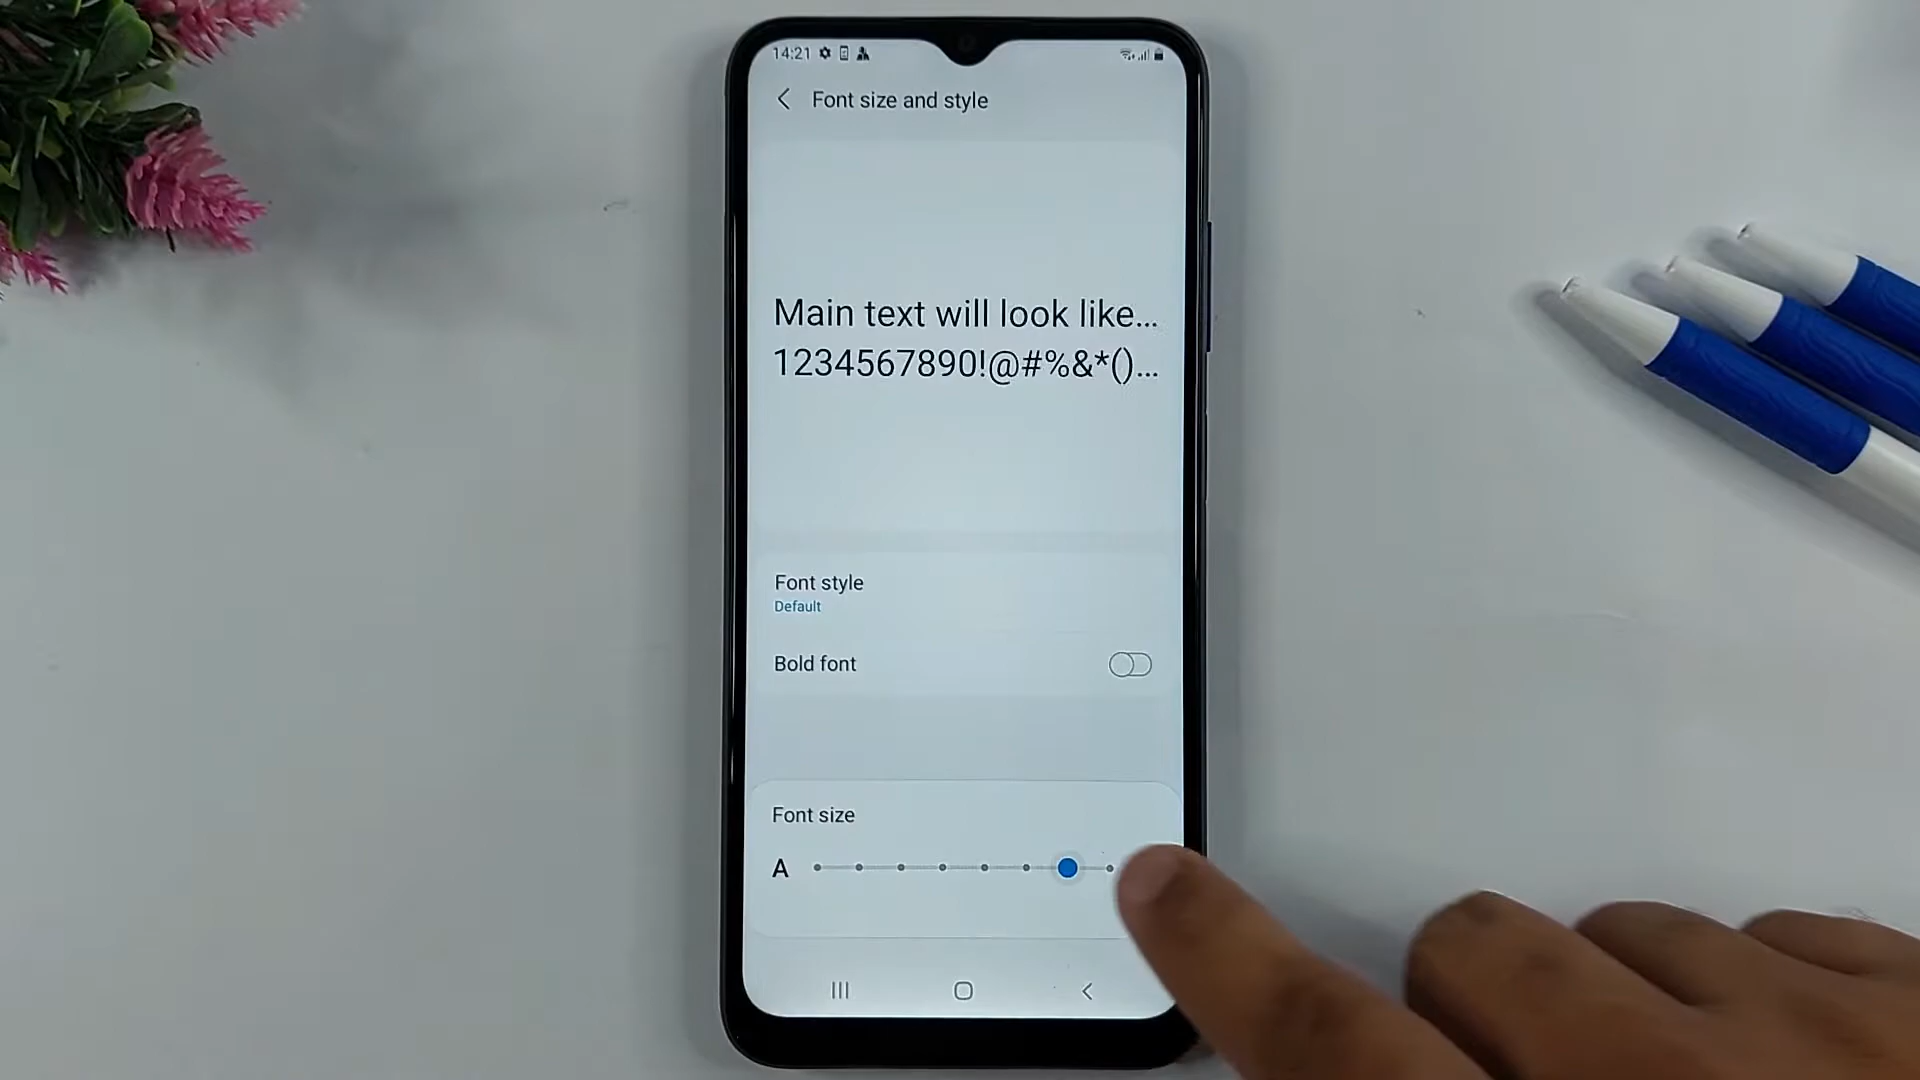 14:21
Font size and style
Main text will look like...
1234567890!@#%&*()...
Font style
Default
Bold font
Font size
A